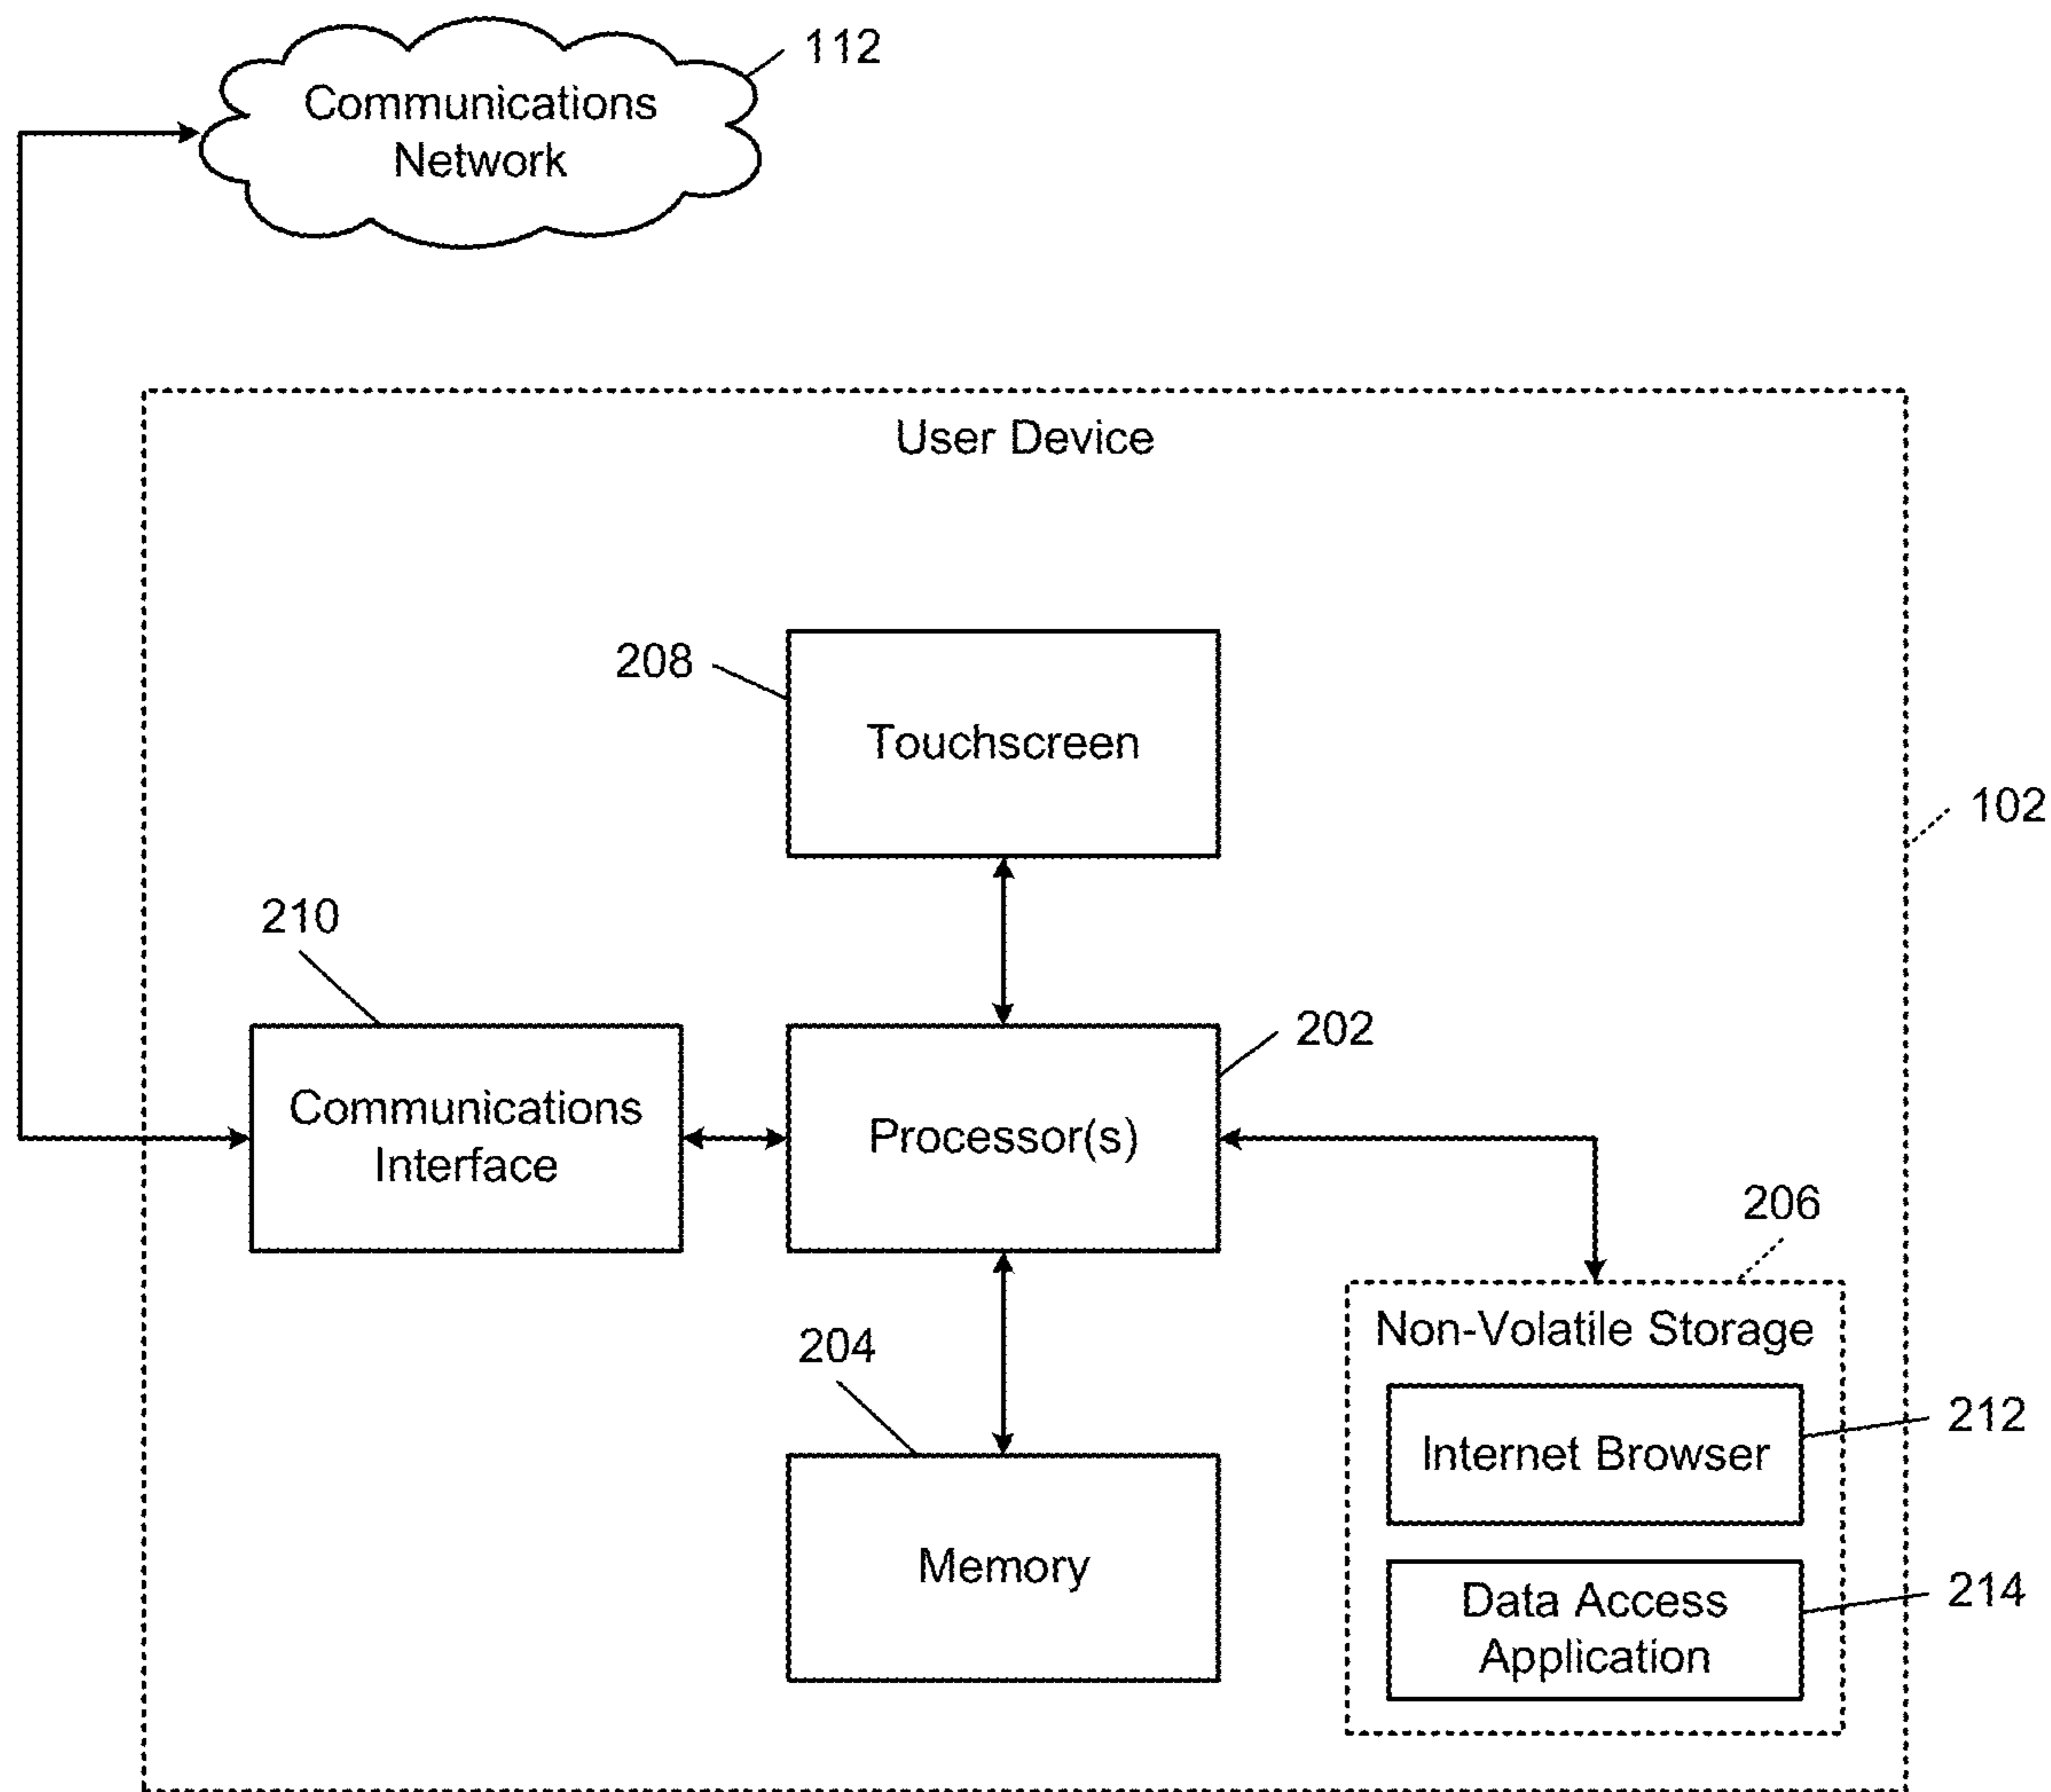 112
Communications
Network
User Device
208
Touchscreen
102
210
202
Communications
Interface
Processor(s)
206
Non-Volatile Storage
204
212
Internet Browser
Memory
214
Data Access
Application